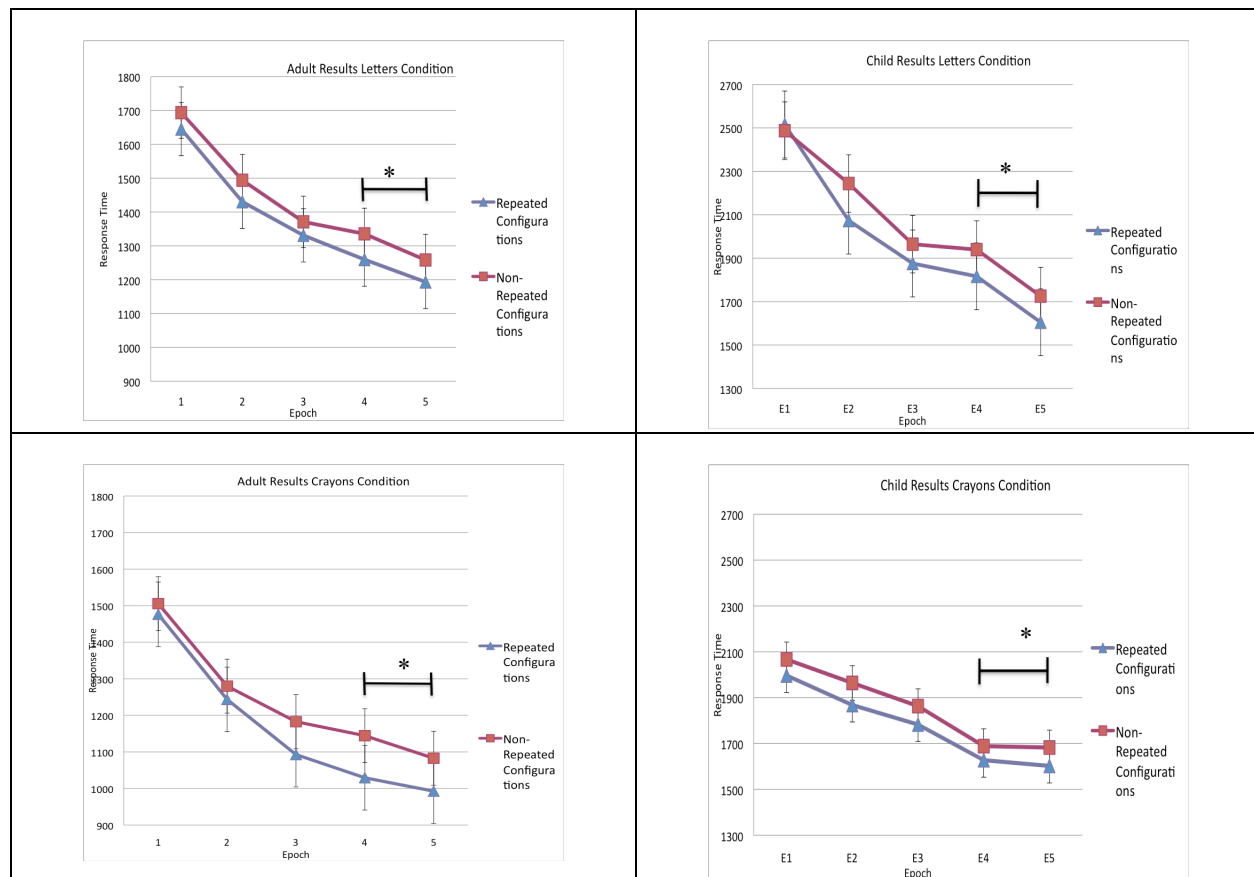 Adult Results Letters Condition
1800
1700
1600
1500
1400
1300
1200
1100
1000
900
Response Time
1
2
3
4
5
Epoch
*
Repeated
Configura
tions
Non-
Repeated
Configura
tions
Child Results Letters Condition
2700
2500
2300
2100
1900
1700
1500
1300
Response Time
E1
E2
E3
E4
E5
Epoch
*
Repeated
Configuratio
ns
Non-
Repeated
Configuratio
ns
Adult Results Crayons Condition
1800
1700
1600
1500
1400
1300
1200
1100
1000
900
Response Time
1
2
3
4
5
Epoch
*
Repeated
Configura
tions
Non-
Repeated
Configura
tions
Child Results Crayons Condition
2700
2500
2300
2100
1900
1700
1500
1300
Response Time
E1
E2
E3
E4
E5
Epoch
*
Repeated
Configurati
ons
Non-
Repeated
Configurati
ons